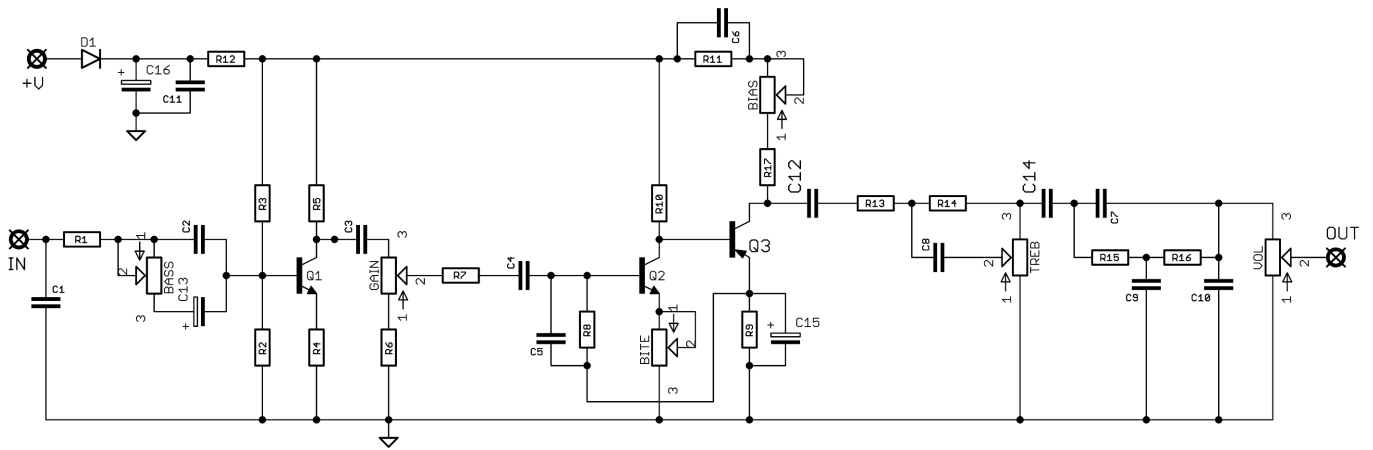 D1
+V
+
C16
C11
R12
C6
R11
3
BIAS
2
1
R17
C12
R3
R5
R10
C2
C3
3
GAIN
2
1
IN
R1
1
2
BASS
3
C13
+
C1
R2
Q1
R4
R6
R7
C4
C5
R8
Q2
1
BITE
2
3
Q3
R9
+
C15
R13
R14
C8
C14
3
TREB
2
1
C7
R15
R16
C9
C10
3
VOL
2
1
OUT